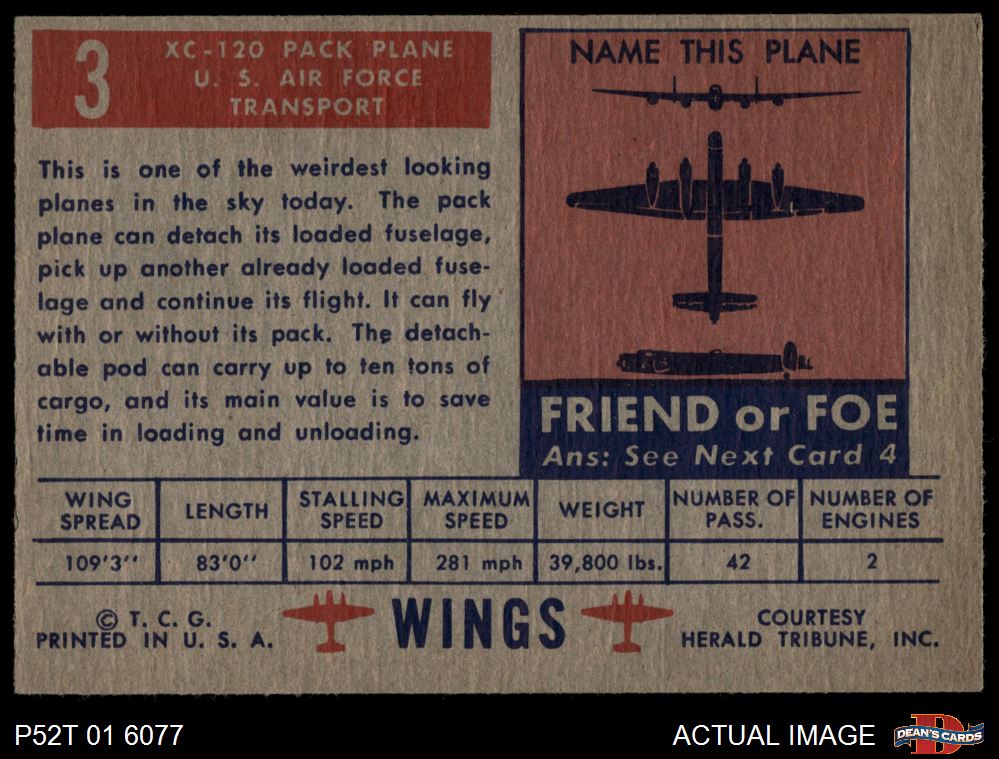 3
XC-120 PACK PLANE
U. S. AIR FORCE
TRANSPORT
This is one of the weirdest looking
planes in the sky today. The pack
plane can detach its loaded fuselage,
pick up another already loaded fuse-
lage and continue its flight. It can fly
with or without its pack. The detach-
able pod can carry up to ten tons of
cargo, and its main value is to save
time in loading and unloading.
NAME THIS PLANE
FRIEND or FOE
Ans: See Next Card 4
WING SPREAD LENGTH STALLING SPEED MAXIMUM SPEED WEIGHT NUMBER OF PASS. NUMBER OF ENGINES
109'3'' 83'0'' 102 mph 281 mph 39,800 lbs. 42 2
© T. C. G.
PRINTED IN U. S. A.
WINGS
COURTESY
HERALD TRIBUNE, INC.
P52T 01 6077
ACTUAL IMAGE
D
DEAN'S CARDS